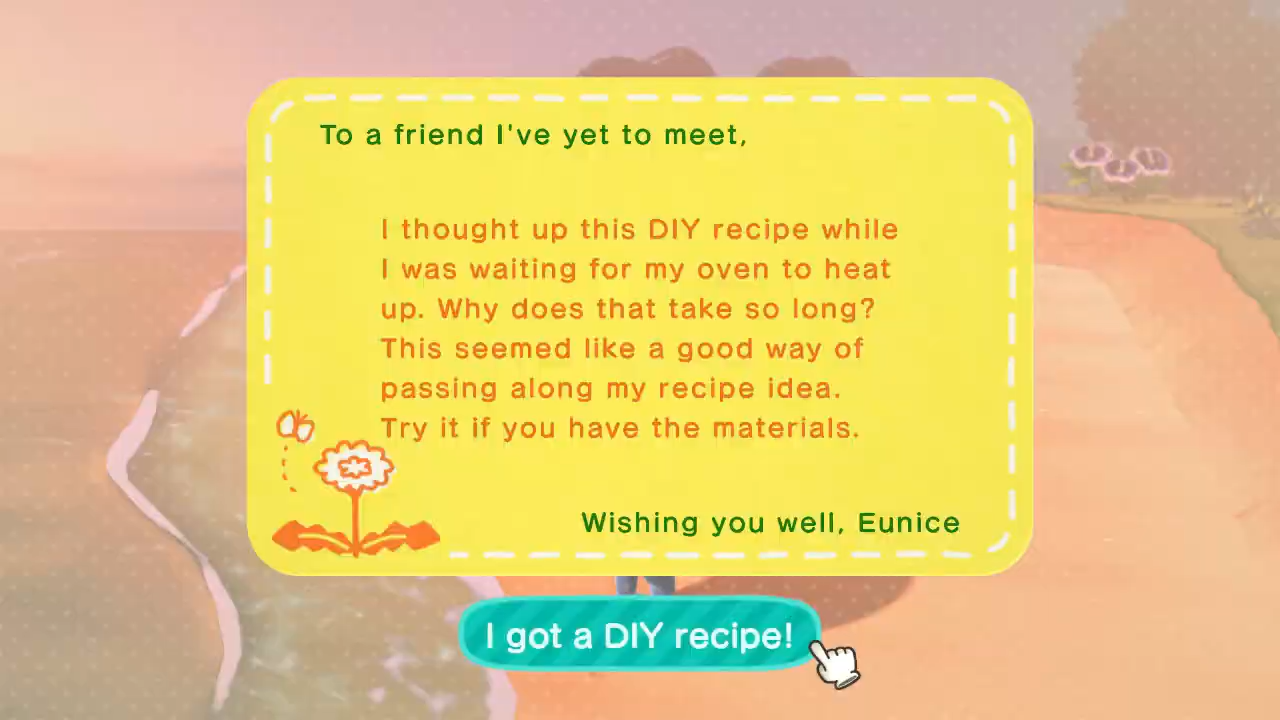 To a friend I've yet to meet,
I thought up this DIY recipe while
I was waiting for my oven to heat
up. Why does that take so long?
This seemed like a good way of
passing along my recipe idea.
Try it if you have the materials.
Wishing you well, Eunice
I got a DIY recipe!